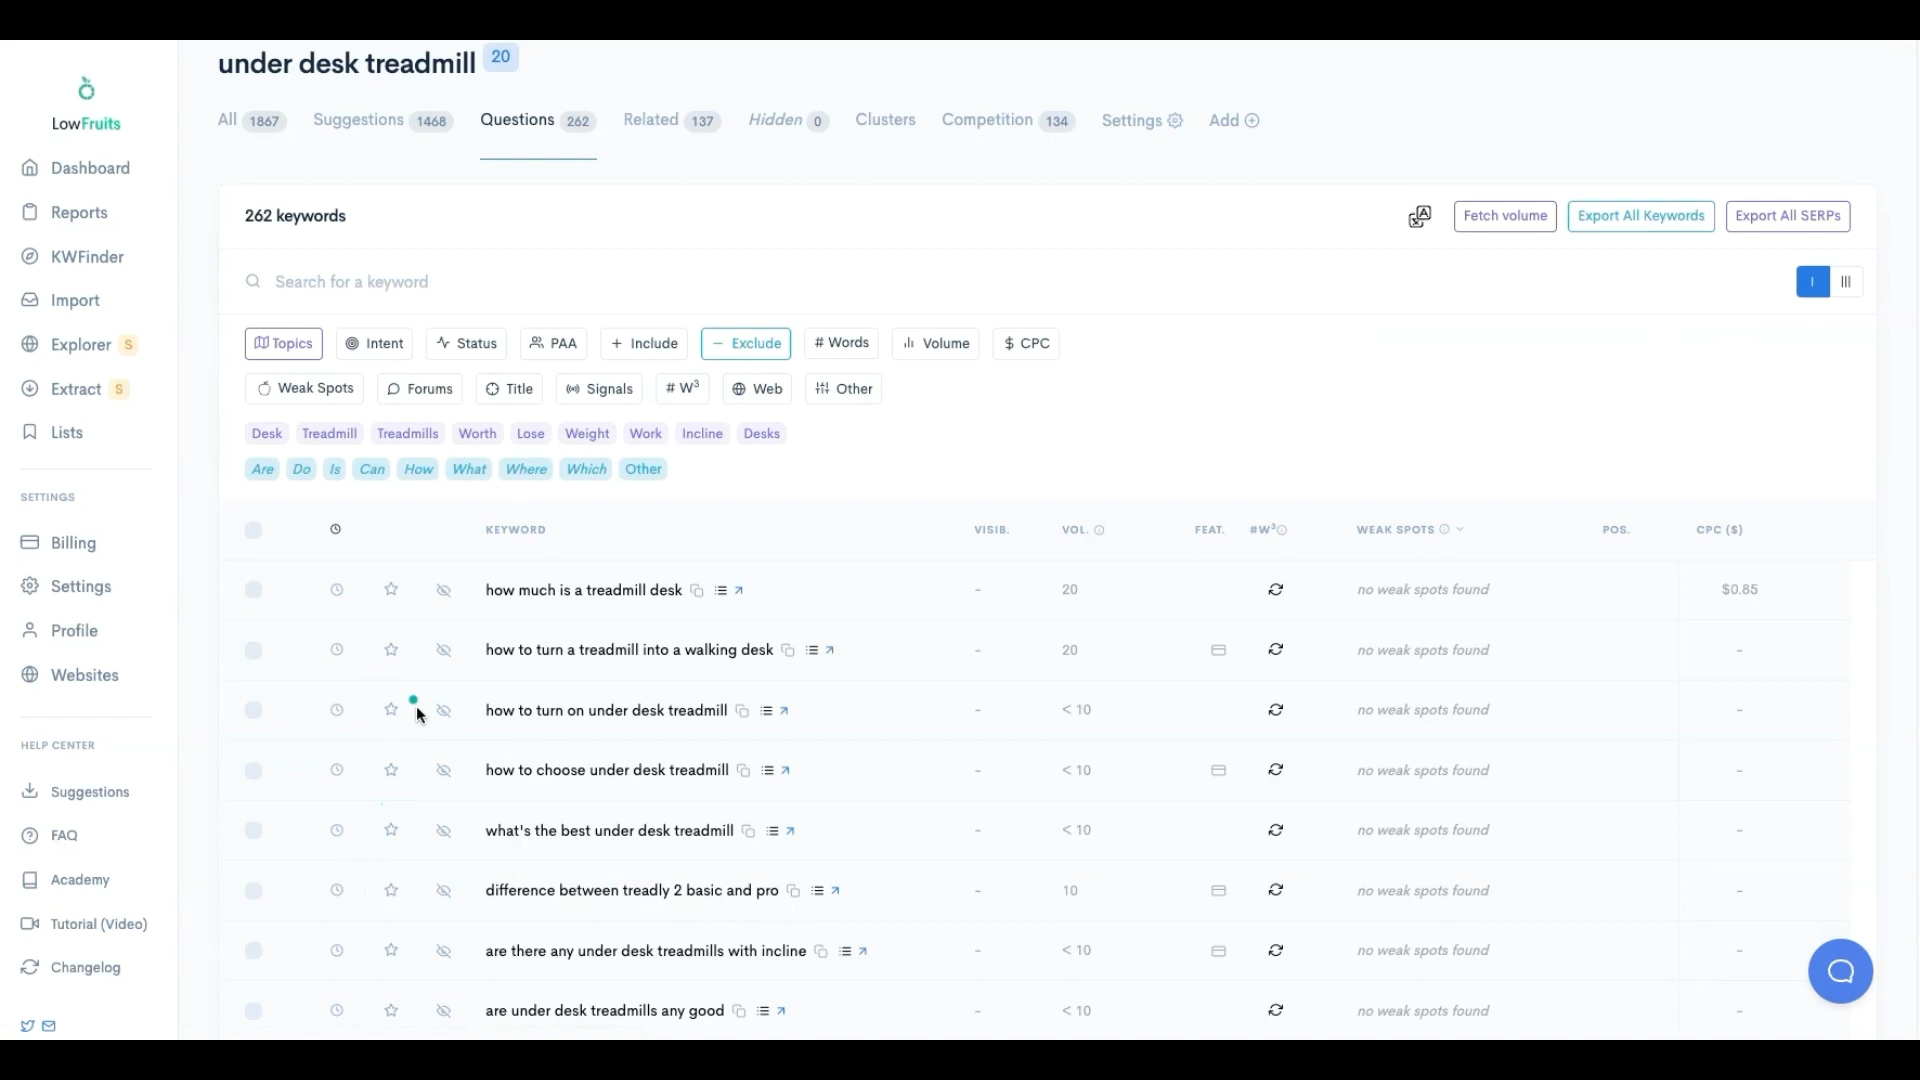 under desk treadmill 20
All 1867 Suggestions 1468 Questions 262 Related 137 Hidden 0 Clusters Competition 134 Settings Add
LowFruits
Dashboard
Reports
KWFinder
Import
Explorer S
Extract S
Lists
SETTINGS
Billing
Settings
Profile
Websites
HELP CENTER
Suggestions
FAQ
Academy
Tutorial (Video)
Changelog
262 keywords Fetch volume Export All Keywords Export All SERPs
Search for a keyword
Topics Intent Status PAA + Include − Exclude # Words Volume $ CPC
Weak Spots Forums Title Signals # W³ Web Other
Desk Treadmill Treadmills Worth Lose Weight Work Incline Desks
Are Do Is Can How What Where Which Other
KEYWORD VISIB. VOL. FEAT. #W³ WEAK SPOTS POS. CPC ($)
how much is a treadmill desk - 20 no weak spots found $0.85
how to turn a treadmill into a walking desk - 20 no weak spots found -
how to turn on under desk treadmill - < 10 no weak spots found -
how to choose under desk treadmill - < 10 no weak spots found -
what's the best under desk treadmill - < 10 no weak spots found -
difference between treadly 2 basic and pro - 10 no weak spots found -
are there any under desk treadmills with incline - < 10 no weak spots found -
are under desk treadmills any good - < 10 no weak spots found -